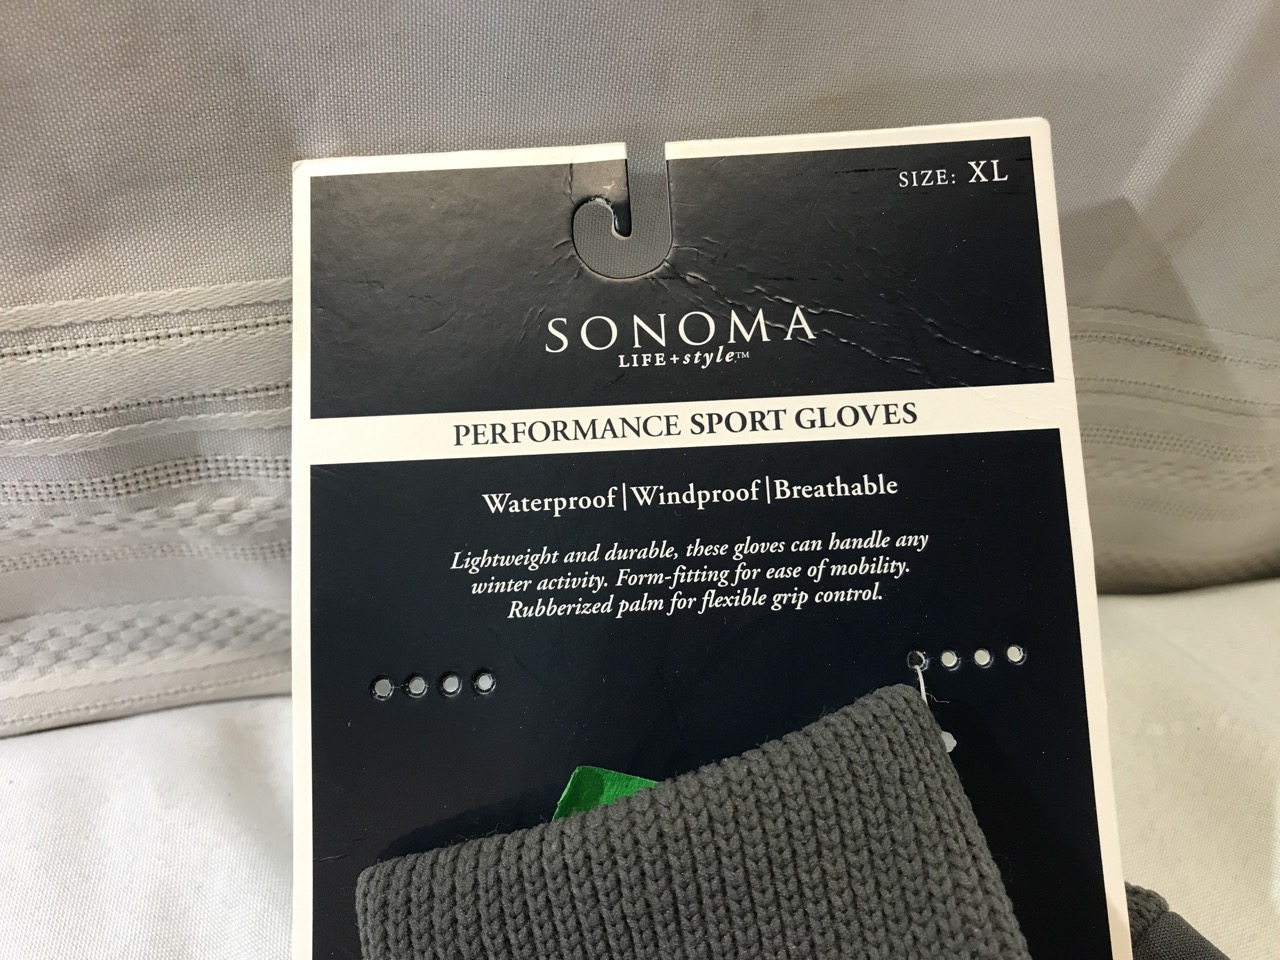 SIZE: XL
SONOMA
LIFE+style™
PERFORMANCE SPORT GLOVES
Waterproof|Windproof|Breathable
Lightweight and durable, these gloves can handle any
winter activity. Form-fitting for ease of mobility.
Rubberized palm for flexible grip control.